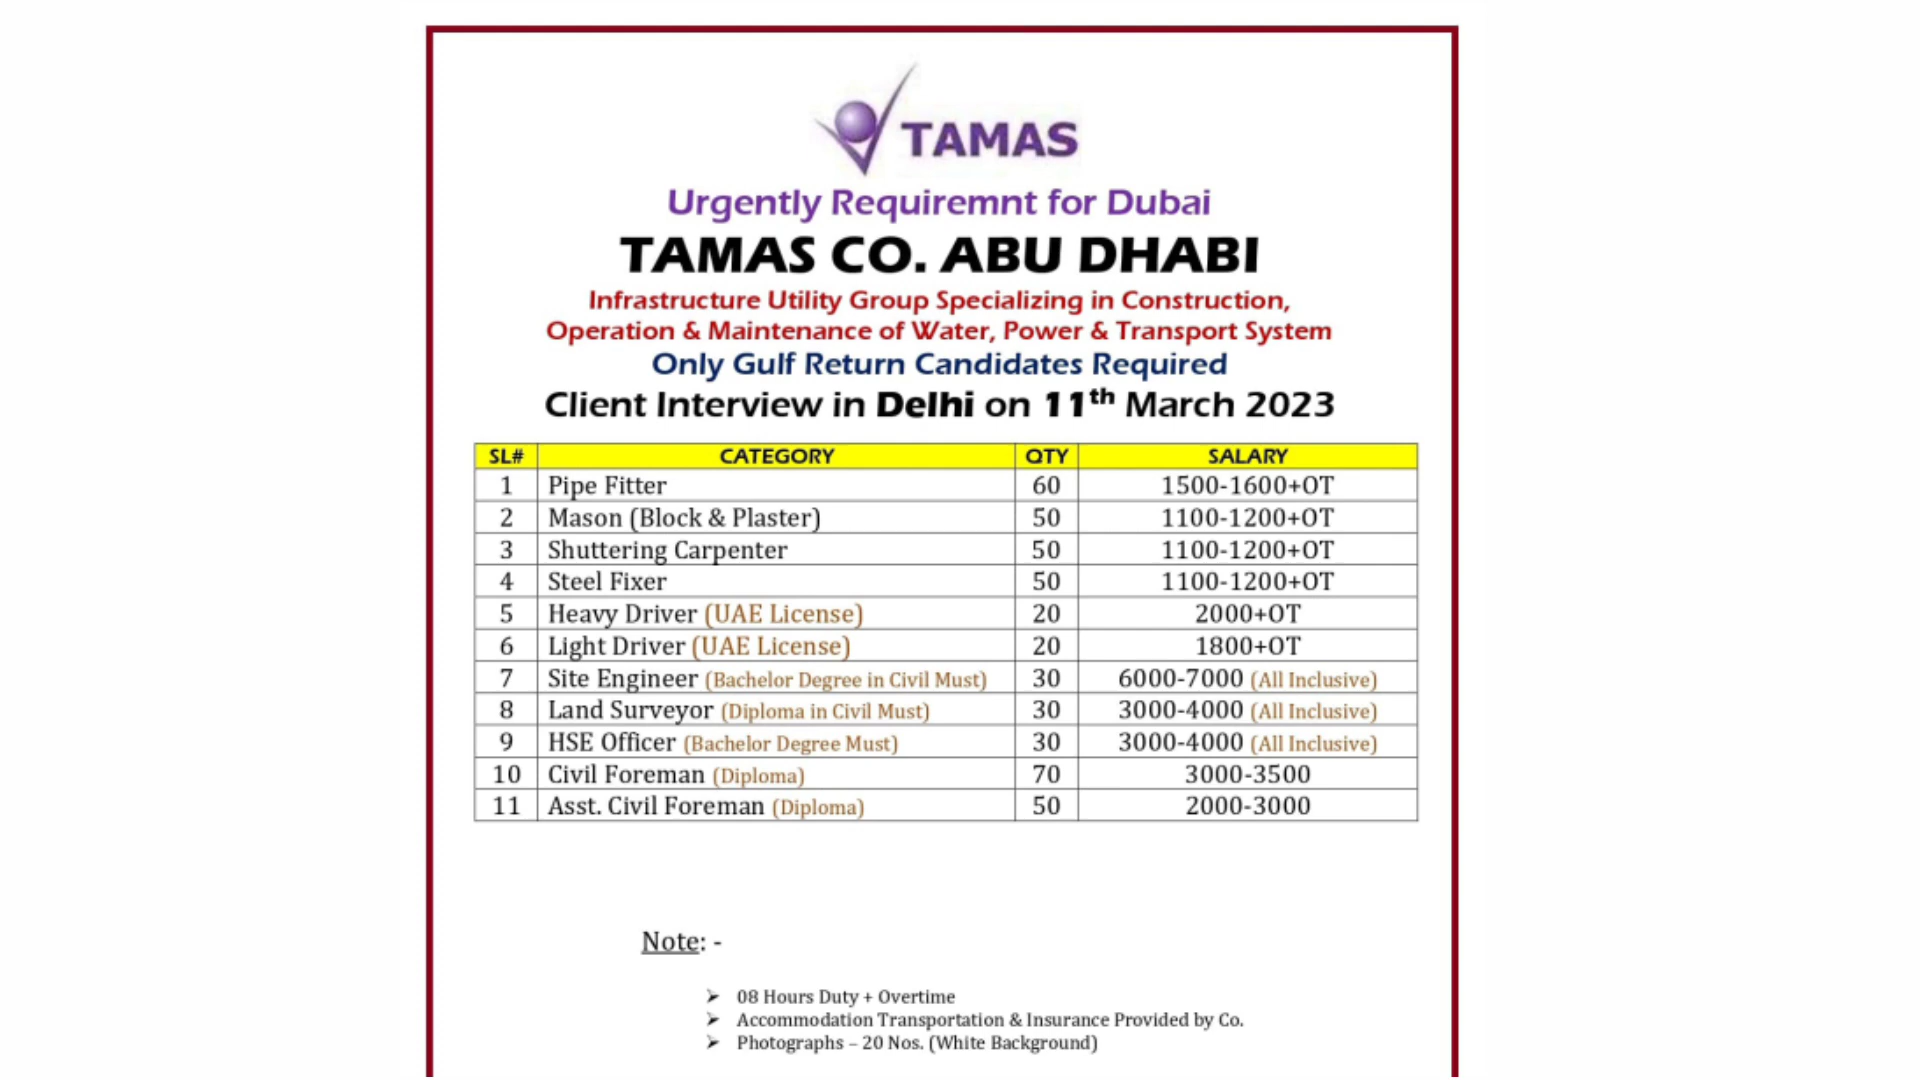 TAMAS
Urgently Requiremnt for Dubai
TAMAS CO. ABU DHABI
Infrastructure Utility Group Specializing in Construction,
Operation & Maintenance of Water, Power & Transport System
Only Gulf Return Candidates Required
Client Interview in Delhi on 11th March 2023
SL# CATEGORY QTY SALARY
1 Pipe Fitter 60 1500-1600+OT
2 Mason (Block & Plaster) 50 1100-1200+OT
3 Shuttering Carpenter 50 1100-1200+OT
4 Steel Fixer 50 1100-1200+OT
5 Heavy Driver (UAE License) 20 2000+OT
6 Light Driver (UAE License) 20 1800+OT
7 Site Engineer (Bachelor Degree in Civil Must) 30 6000-7000 (All Inclusive)
8 Land Surveyor (Diploma in Civil Must) 30 3000-4000 (All Inclusive)
9 HSE Officer (Bachelor Degree Must) 30 3000-4000 (All Inclusive)
10 Civil Foreman (Diploma) 70 3000-3500
11 Asst. Civil Foreman (Diploma) 50 2000-3000
Note: -
➢ 08 Hours Duty + Overtime
➢ Accommodation Transportation & Insurance Provided by Co.
➢ Photographs – 20 Nos. (White Background)